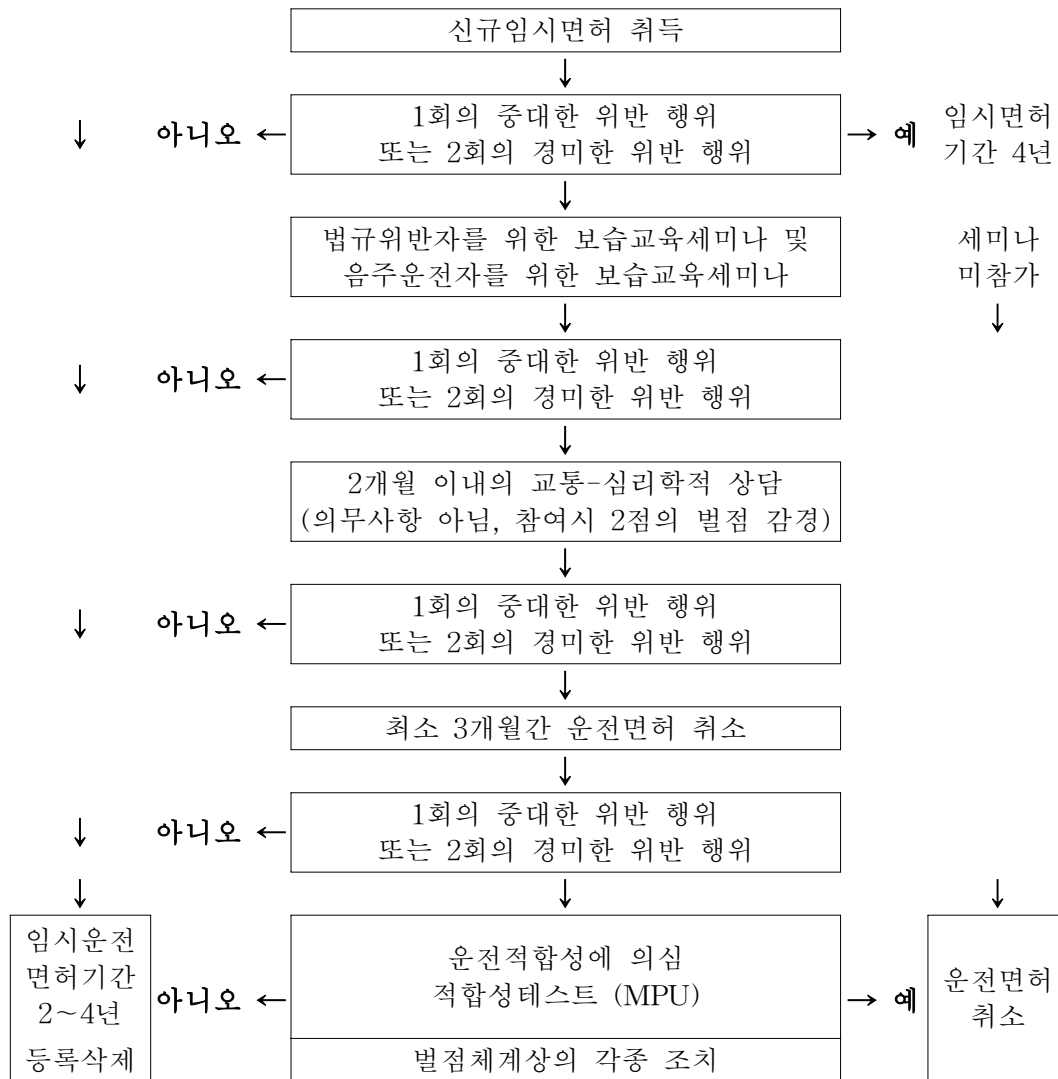 신규임시면허 취득
↓
↓ 아니오 ← 1회의 중대한 위반 행위
또는 2회의 경미한 위반 행위 → 예 임시면허
기간 4년
↓
법규위반자를 위한 보습교육세미나 및
음주운전자를 위한 보습교육세미나
세미나
미참가
↓ ↓
↓ 아니오 ← 1회의 중대한 위반 행위
또는 2회의 경미한 위반 행위
↓
2개월 이내의 교통-심리학적 상담
(의무사항 아님, 참여시 2점의 벌점 감경)
↓
↓ 아니오 ← 1회의 중대한 위반 행위
또는 2회의 경미한 위반 행위
↓
최소 3개월간 운전면허 취소
↓
↓ 아니오 ← 1회의 중대한 위반 행위
또는 2회의 경미한 위반 행위
↓ ↓ ↓
임시운전
면허기간
2~4년
등록삭제
아니오 ← 운전적합성에 의심
적합성테스트 (MPU) → 예
벌점체계상의 각종 조치
운전면허
취소